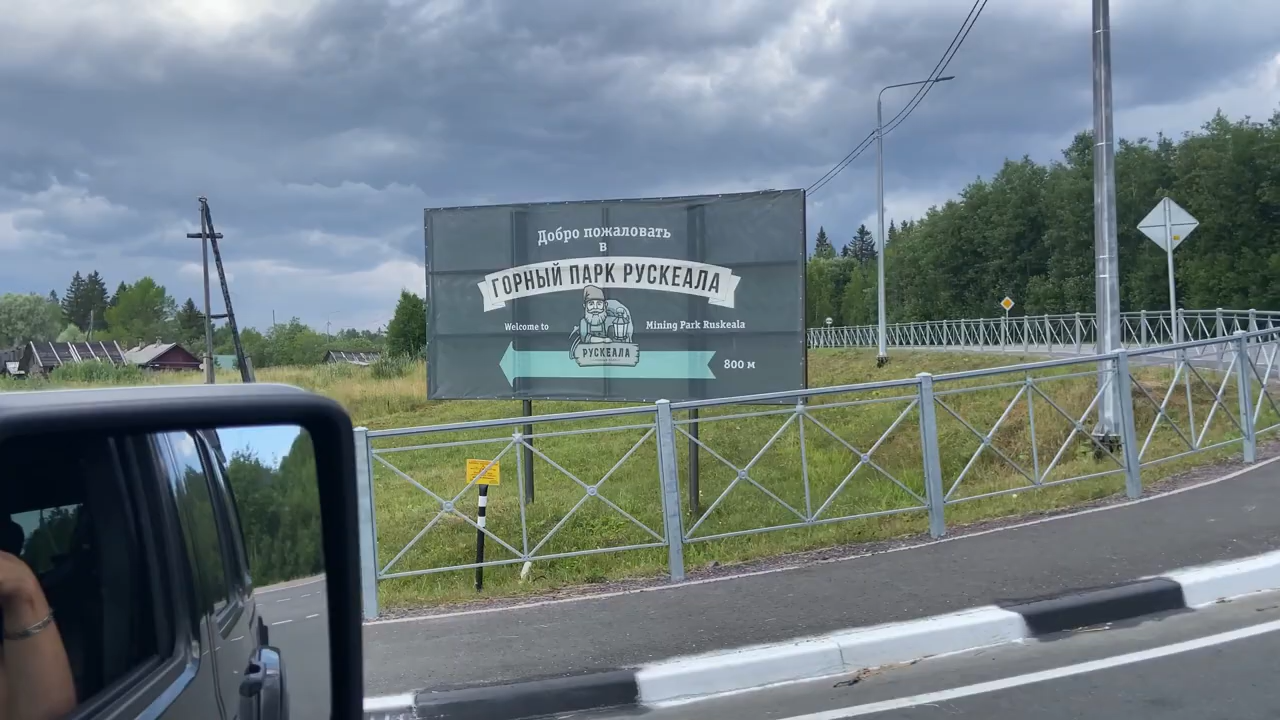 Добро пожаловать
в
ГОРНЫЙ ПАРК РУСКЕАЛА
Welcome to Mining Park Ruskeala
РУСКЕАЛА
800 м